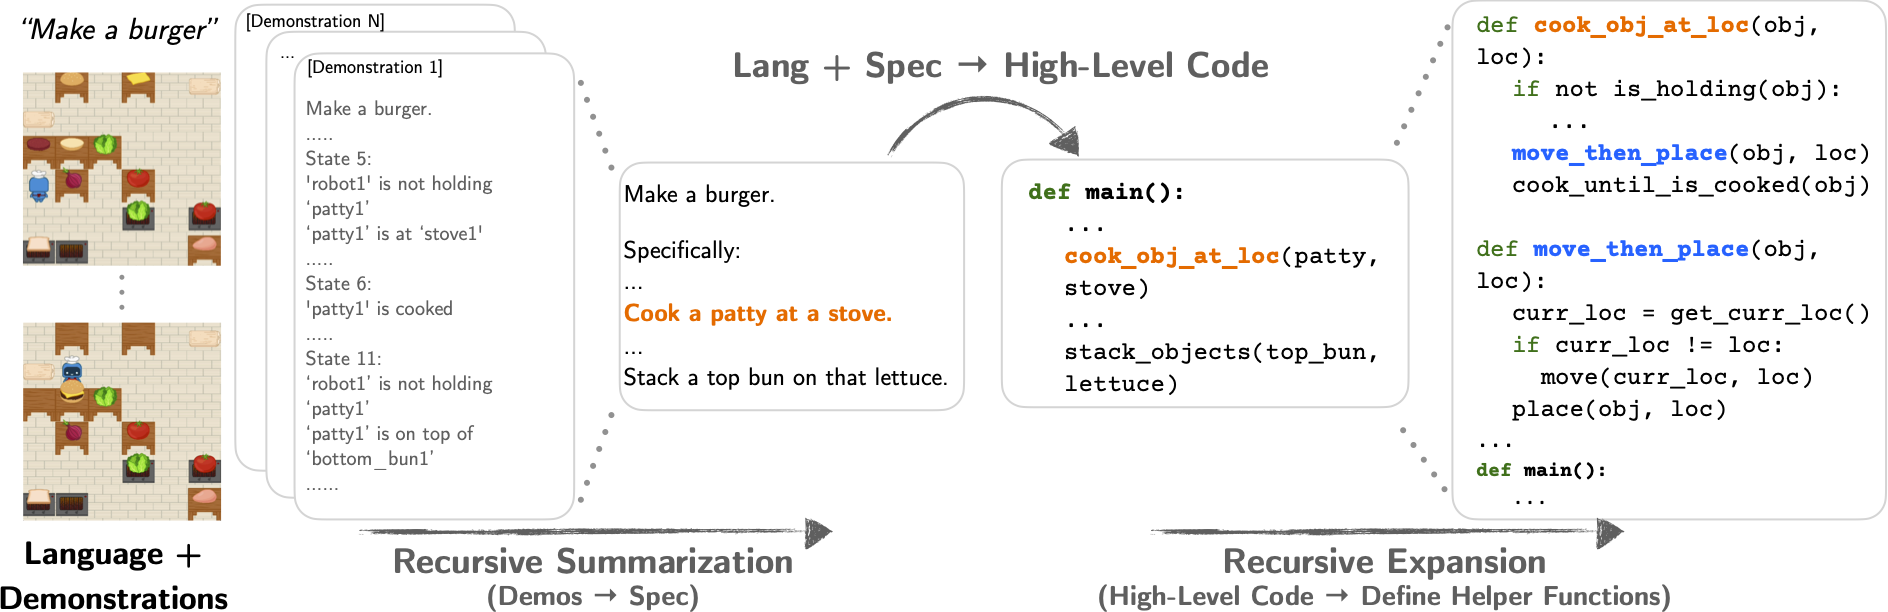 “Make a burger”
[Demonstration N]
...
[Demonstration 1]
Make a burger.
.....
State 5:
'robot1' is not holding
‘patty1’
‘patty1’ is at ‘stove1'
.....
State 6:
'patty1' is cooked
.....
State 11:
‘robot1’ is not holding
‘patty1’
‘patty1’ is on top of
‘bottom_bun1’
......
Language +
Demonstrations
Recursive Summarization
(Demos → Spec)
Make a burger.
Specifically:
...
Cook a patty at a stove.
...
Stack a top bun on that lettuce.
Lang + Spec → High-Level Code
def main():
...
cook_obj_at_loc(patty,
stove)
...
stack_objects(top_bun,
lettuce)
Recursive Expansion
(High-Level Code → Define Helper Functions)
def cook_obj_at_loc(obj,
loc):
if not is_holding(obj):
...
move_then_place(obj, loc)
cook_until_is_cooked(obj)
def move_then_place(obj,
loc):
curr_loc = get_curr_loc()
if curr_loc != loc:
move(curr_loc, loc)
place(obj, loc)
...
def main():
...